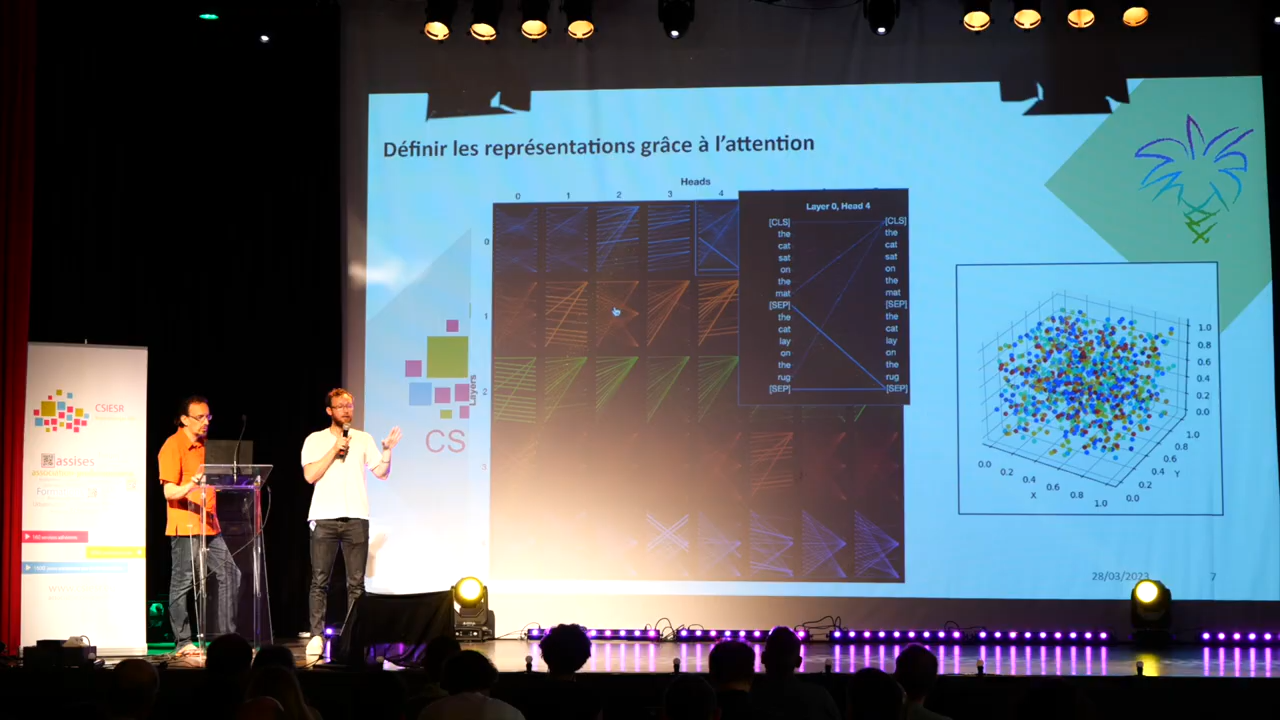 Définir les représentations grâce à l'attention
Heads
0 1 2 3 4
0
1
2
3
Layers
Layer 0, Head 4
[CLS] [CLS]
the the
cat cat
sat sat
on on
the the
mat mat
[SEP] [SEP]
the the
cat cat
lay lay
on on
the the
rug rug
[SEP] [SEP]
CS
1.0
0.8
0.6
0.4
0.2
0.0
0.0 0.2 0.4 0.6 0.8 1.0
X
0.0 0.2 0.4 0.6 0.8 1.0
Y
28/03/2023 7
CSIESR
assises